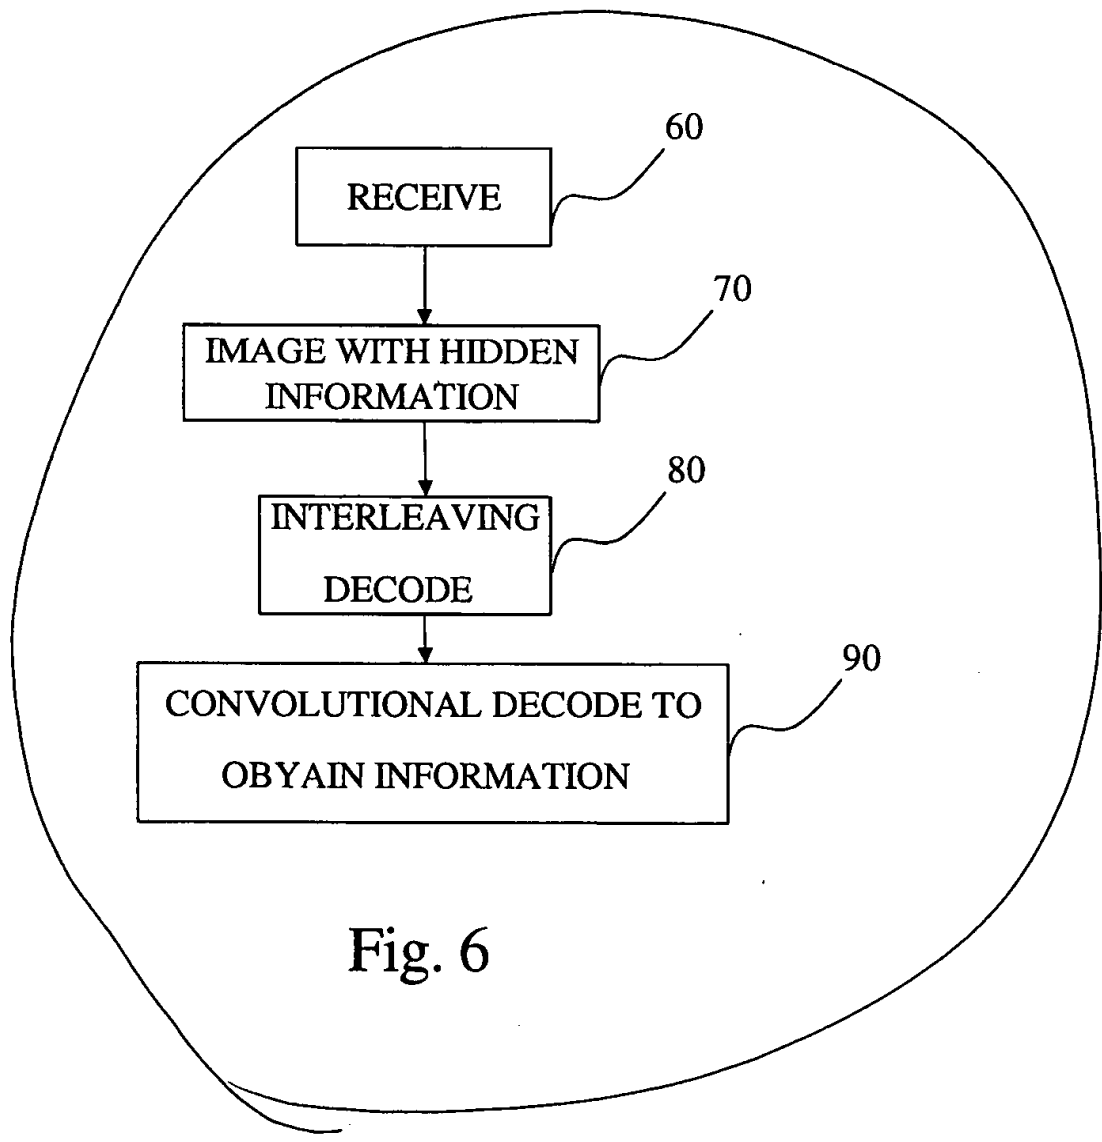 60
RECEIVE
70
IMAGE WITH HIDDEN
INFORMATION
80
INTERLEAVING
DECODE
90
CONVOLUTIONAL DECODE TO
OBYAIN INFORMATION
Fig. 6